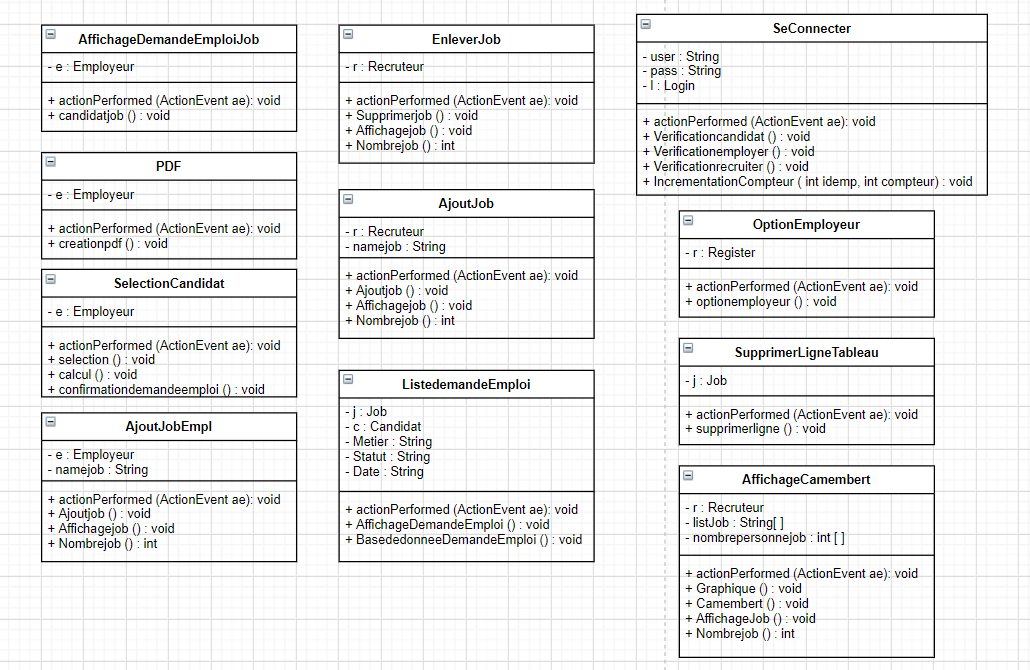 AffichageDemandeEmploiJob
- e : Employeur
+ actionPerformed (ActionEvent ae): void
+ candidatjob () : void
PDF
- e : Employeur
+ actionPerformed (ActionEvent ae): void
+ creationpdf () : void
SelectionCandidat
- e : Employeur
+ actionPerformed (ActionEvent ae): void
+ selection () : void
+ calcul () : void
+ confirmationdemandeemploi () : void
AjoutJobEmpl
- e : Employeur
- namejob : String
+ actionPerformed (ActionEvent ae): void
+ Ajoutjob () : void
+ Affichagejob () : void
+ Nombrejob () : int
EnleverJob
- r : Recruteur
+ actionPerformed (ActionEvent ae): void
+ Supprimerjob () : void
+ Affichagejob () : void
+ Nombrejob () : int
AjoutJob
- r : Recruteur
- namejob : String
+ actionPerformed (ActionEvent ae): void
+ Ajoutjob () : void
+ Affichagejob () : void
+ Nombrejob () : int
ListedemandeEmploi
- j : Job
- c : Candidat
- Metier : String
- Statut : String
- Date : String
+ actionPerformed (ActionEvent ae): void
+ AffichageDemandeEmploi () : void
+ BasededonneeDemandeEmploi () : void
SeConnecter
- user : String
- pass : String
- l : Login
+ actionPerformed (ActionEvent ae): void
+ Verificationcandidat () : void
+ Verificationemployer () : void
+ Verificationrecruiter () : void
+ IncrementationCompteur ( int idemp, int compteur) : void
OptionEmployeur
- r : Register
+ actionPerformed (ActionEvent ae): void
+ optionemployeur () : void
SupprimerLigneTableau
- j : Job
+ actionPerformed (ActionEvent ae): void
+ supprimerligne () : void
AffichageCamembert
- r : Recruteur
- listJob : String[ ]
- nombrepersonnejob : int [ ]
+ actionPerformed (ActionEvent ae): void
+ Graphique () : void
+ Camembert () : void
+ AffichageJob () : void
+ Nombrejob () : int